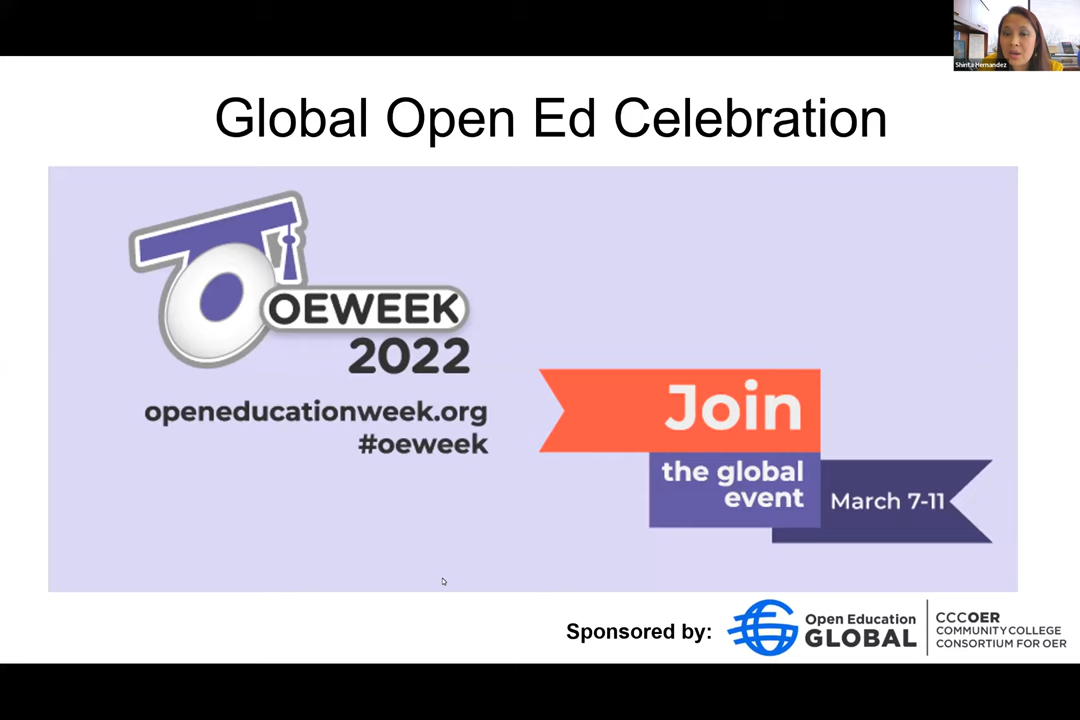 Shinta Hernandez
Global Open Ed Celebration
OEWEEK
2022
openeducationweek.org
#oeweek
Join
the global
event
March 7-11
Sponsored by:
Open Education
GLOBAL
CCCOER
COMMUNITY COLLEGE
CONSORTIUM FOR OER